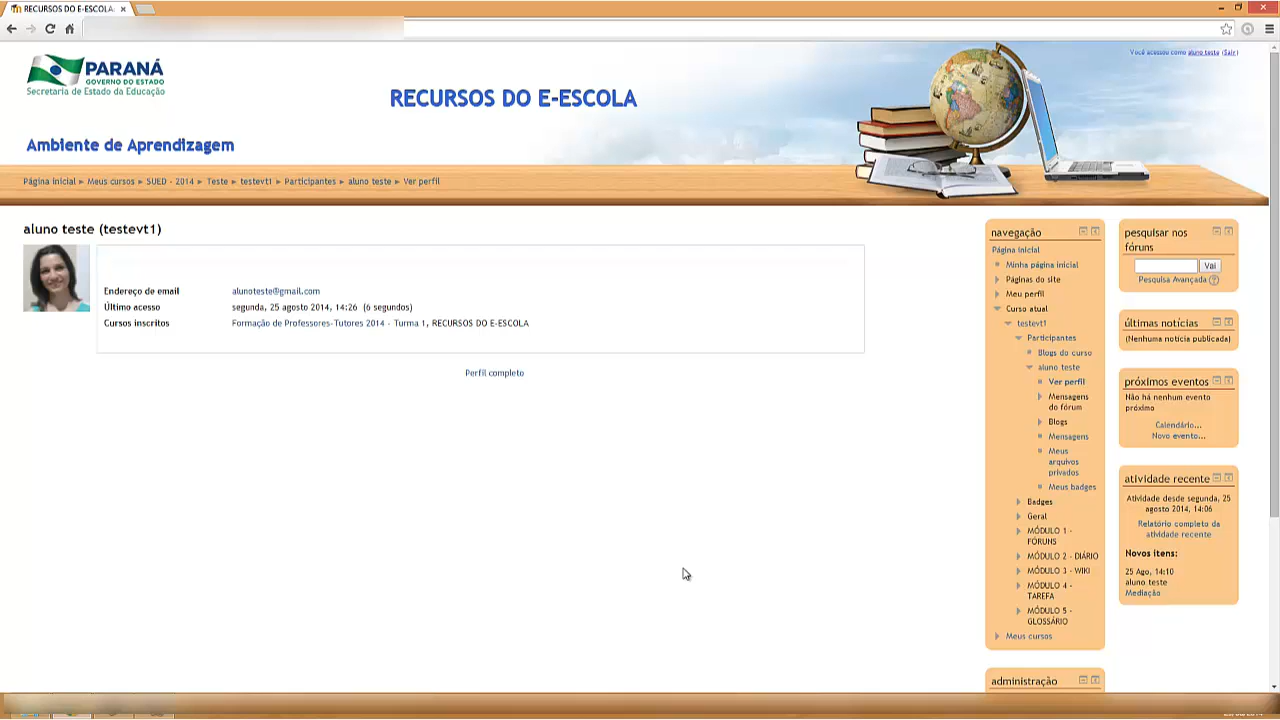 RECURSOS DO E-ESCOLA
PARANÁ
GOVERNO DO ESTADO
Secretaria de Estado da Educação
Você acessou como aluno teste (Sair)
RECURSOS DO E-ESCOLA
Ambiente de Aprendizagem
Página inicial ► Meus cursos ► SUED - 2014 ► Teste ► testevt1 ► Participantes ► aluno teste ► Ver perfil
aluno teste (testevt1)
Endereço de email alunoteste@gmail.com
Último acesso segunda, 25 agosto 2014, 14:26 (6 segundos)
Cursos inscritos Formação de Professores-Tutores 2014 - Turma 1, RECURSOS DO E-ESCOLA
Perfil completo
navegação
Página inicial
Minha página inicial
Páginas do site
Meu perfil
Curso atual
testevt1
Participantes
Blogs do curso
aluno teste
Ver perfil
Mensagens
do fórum
Blogs
Mensagens
Meus
arquivos
privados
Meus badges
Badges
Geral
MÓDULO 1 -
FÓRUNS
MÓDULO 2 - DIÁRIO
MÓDULO 3 - WIKI
MÓDULO 4 -
TAREFA
MÓDULO 5 -
GLOSSÁRIO
Meus cursos
administração
pesquisar nos
fóruns
Vai
Pesquisa Avançada
últimas notícias
(Nenhuma notícia publicada)
próximos eventos
Não há nenhum evento
próximo
Calendário...
Novo evento...
atividade recente
Atividade desde segunda, 25
agosto 2014, 14:06
Relatório completo da
atividade recente
Novos itens:
25 Ago, 14:10
aluno teste
Mediação